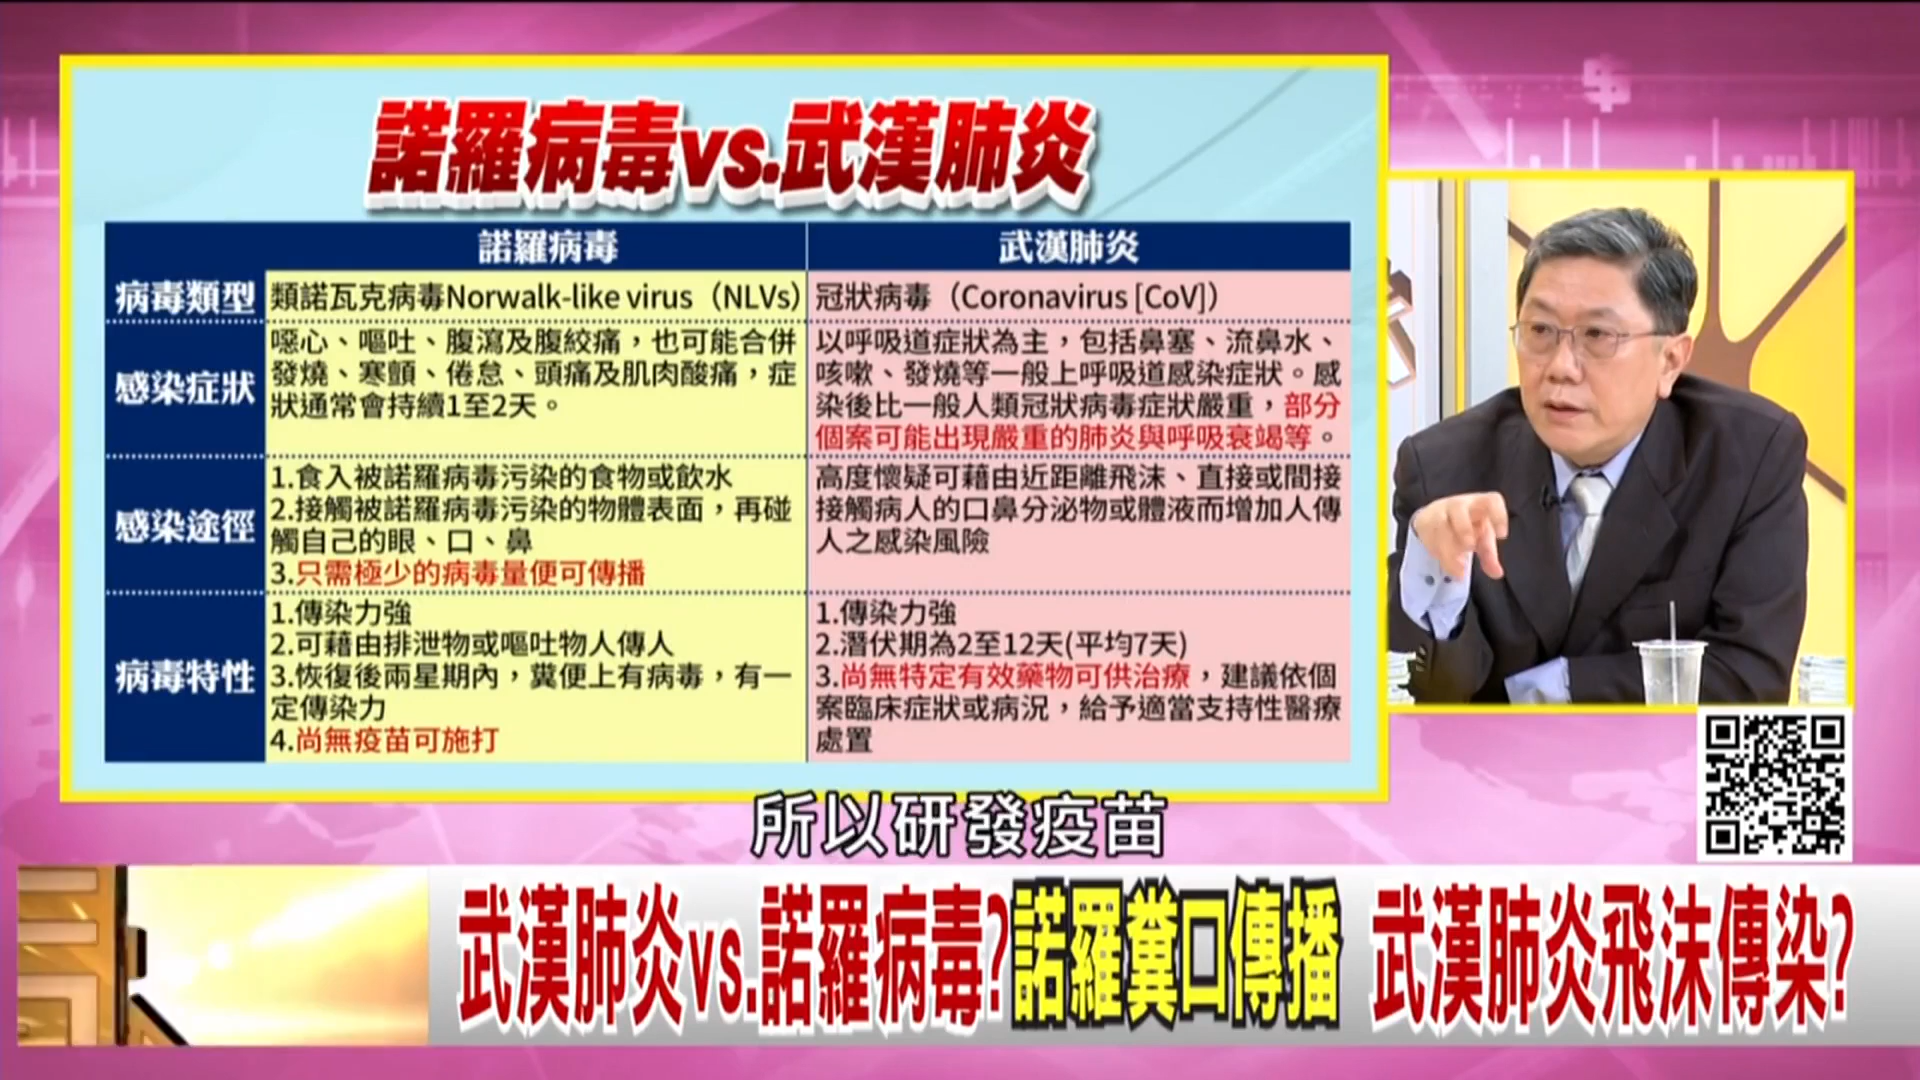 諾羅病毒vs.武漢肺炎
諾羅病毒
武漢肺炎
病毒類型
類諾瓦克病毒Norwalk-like virus（NLVs）
冠狀病毒（Coronavirus [CoV]）
感染症狀
噁心、嘔吐、腹瀉及腹絞痛，也可能合併
發燒、寒顫、倦怠、頭痛及肌肉酸痛，症
狀通常會持續1至2天。
以呼吸道症狀為主，包括鼻塞、流鼻水、
咳嗽、發燒等一般上呼吸道感染症狀。感
染後比一般人類冠狀病毒症狀嚴重，部分
個案可能出現嚴重的肺炎與呼吸衰竭等。
感染途徑
1.食入被諾羅病毒污染的食物或飲水
2.接觸被諾羅病毒污染的物體表面，再碰
觸自己的眼、口、鼻
3.只需極少的病毒量便可傳播
高度懷疑可藉由近距離飛沫、直接或間接
接觸病人的口鼻分泌物或體液而增加人傳
人之感染風險
病毒特性
1.傳染力強
2.可藉由排泄物或嘔吐物人傳人
3.恢復後兩星期內，糞便上有病毒，有一
定傳染力
4.尚無疫苗可施打
1.傳染力強
2.潛伏期為2至12天(平均7天)
3.尚無特定有效藥物可供治療，建議依個
案臨床症狀或病況，給予適當支持性醫療
處置
所以研發疫苗
武漢肺炎vs.諾羅病毒?諾羅糞口傳播 武漢肺炎飛沫傳染?